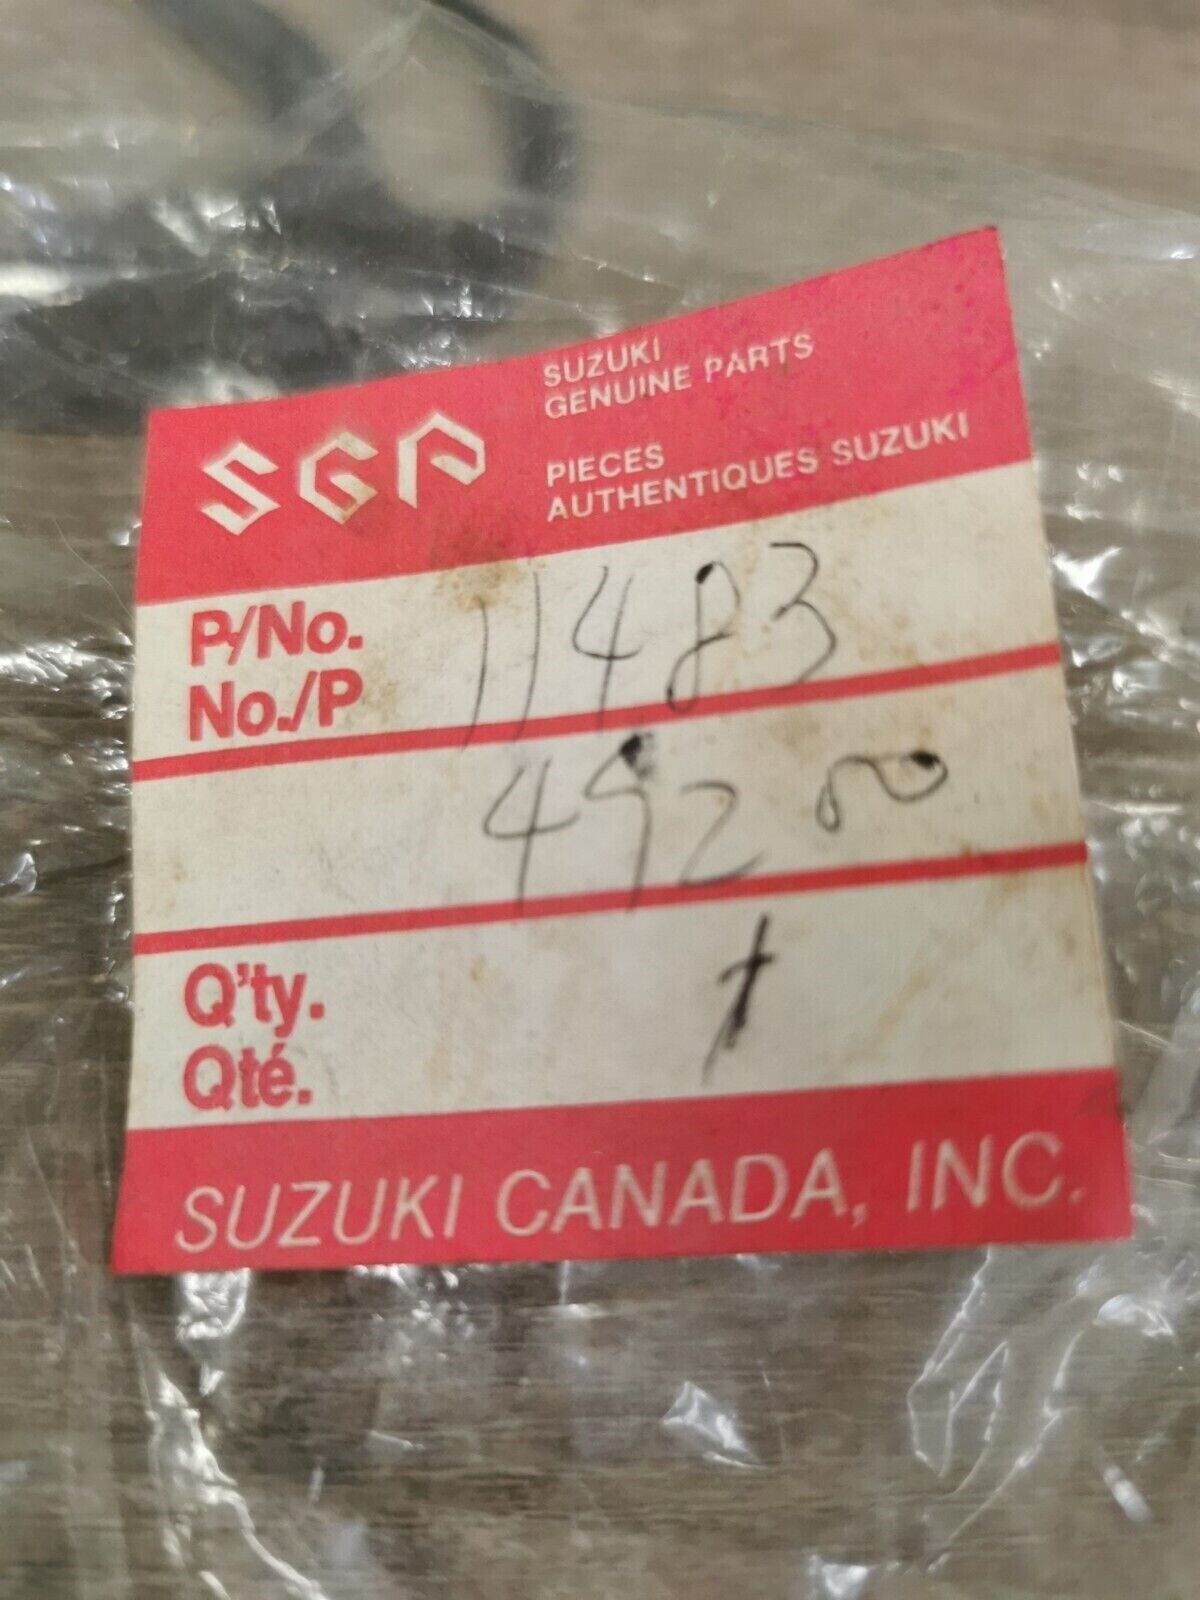 SGP
SUZUKI
GENUINE PARTS
PIECES
AUTHENTIQUES SUZUKI
P/No.
No./P
11483
49200
Q'ty.
Qté.
1
SUZUKI CANADA, INC.